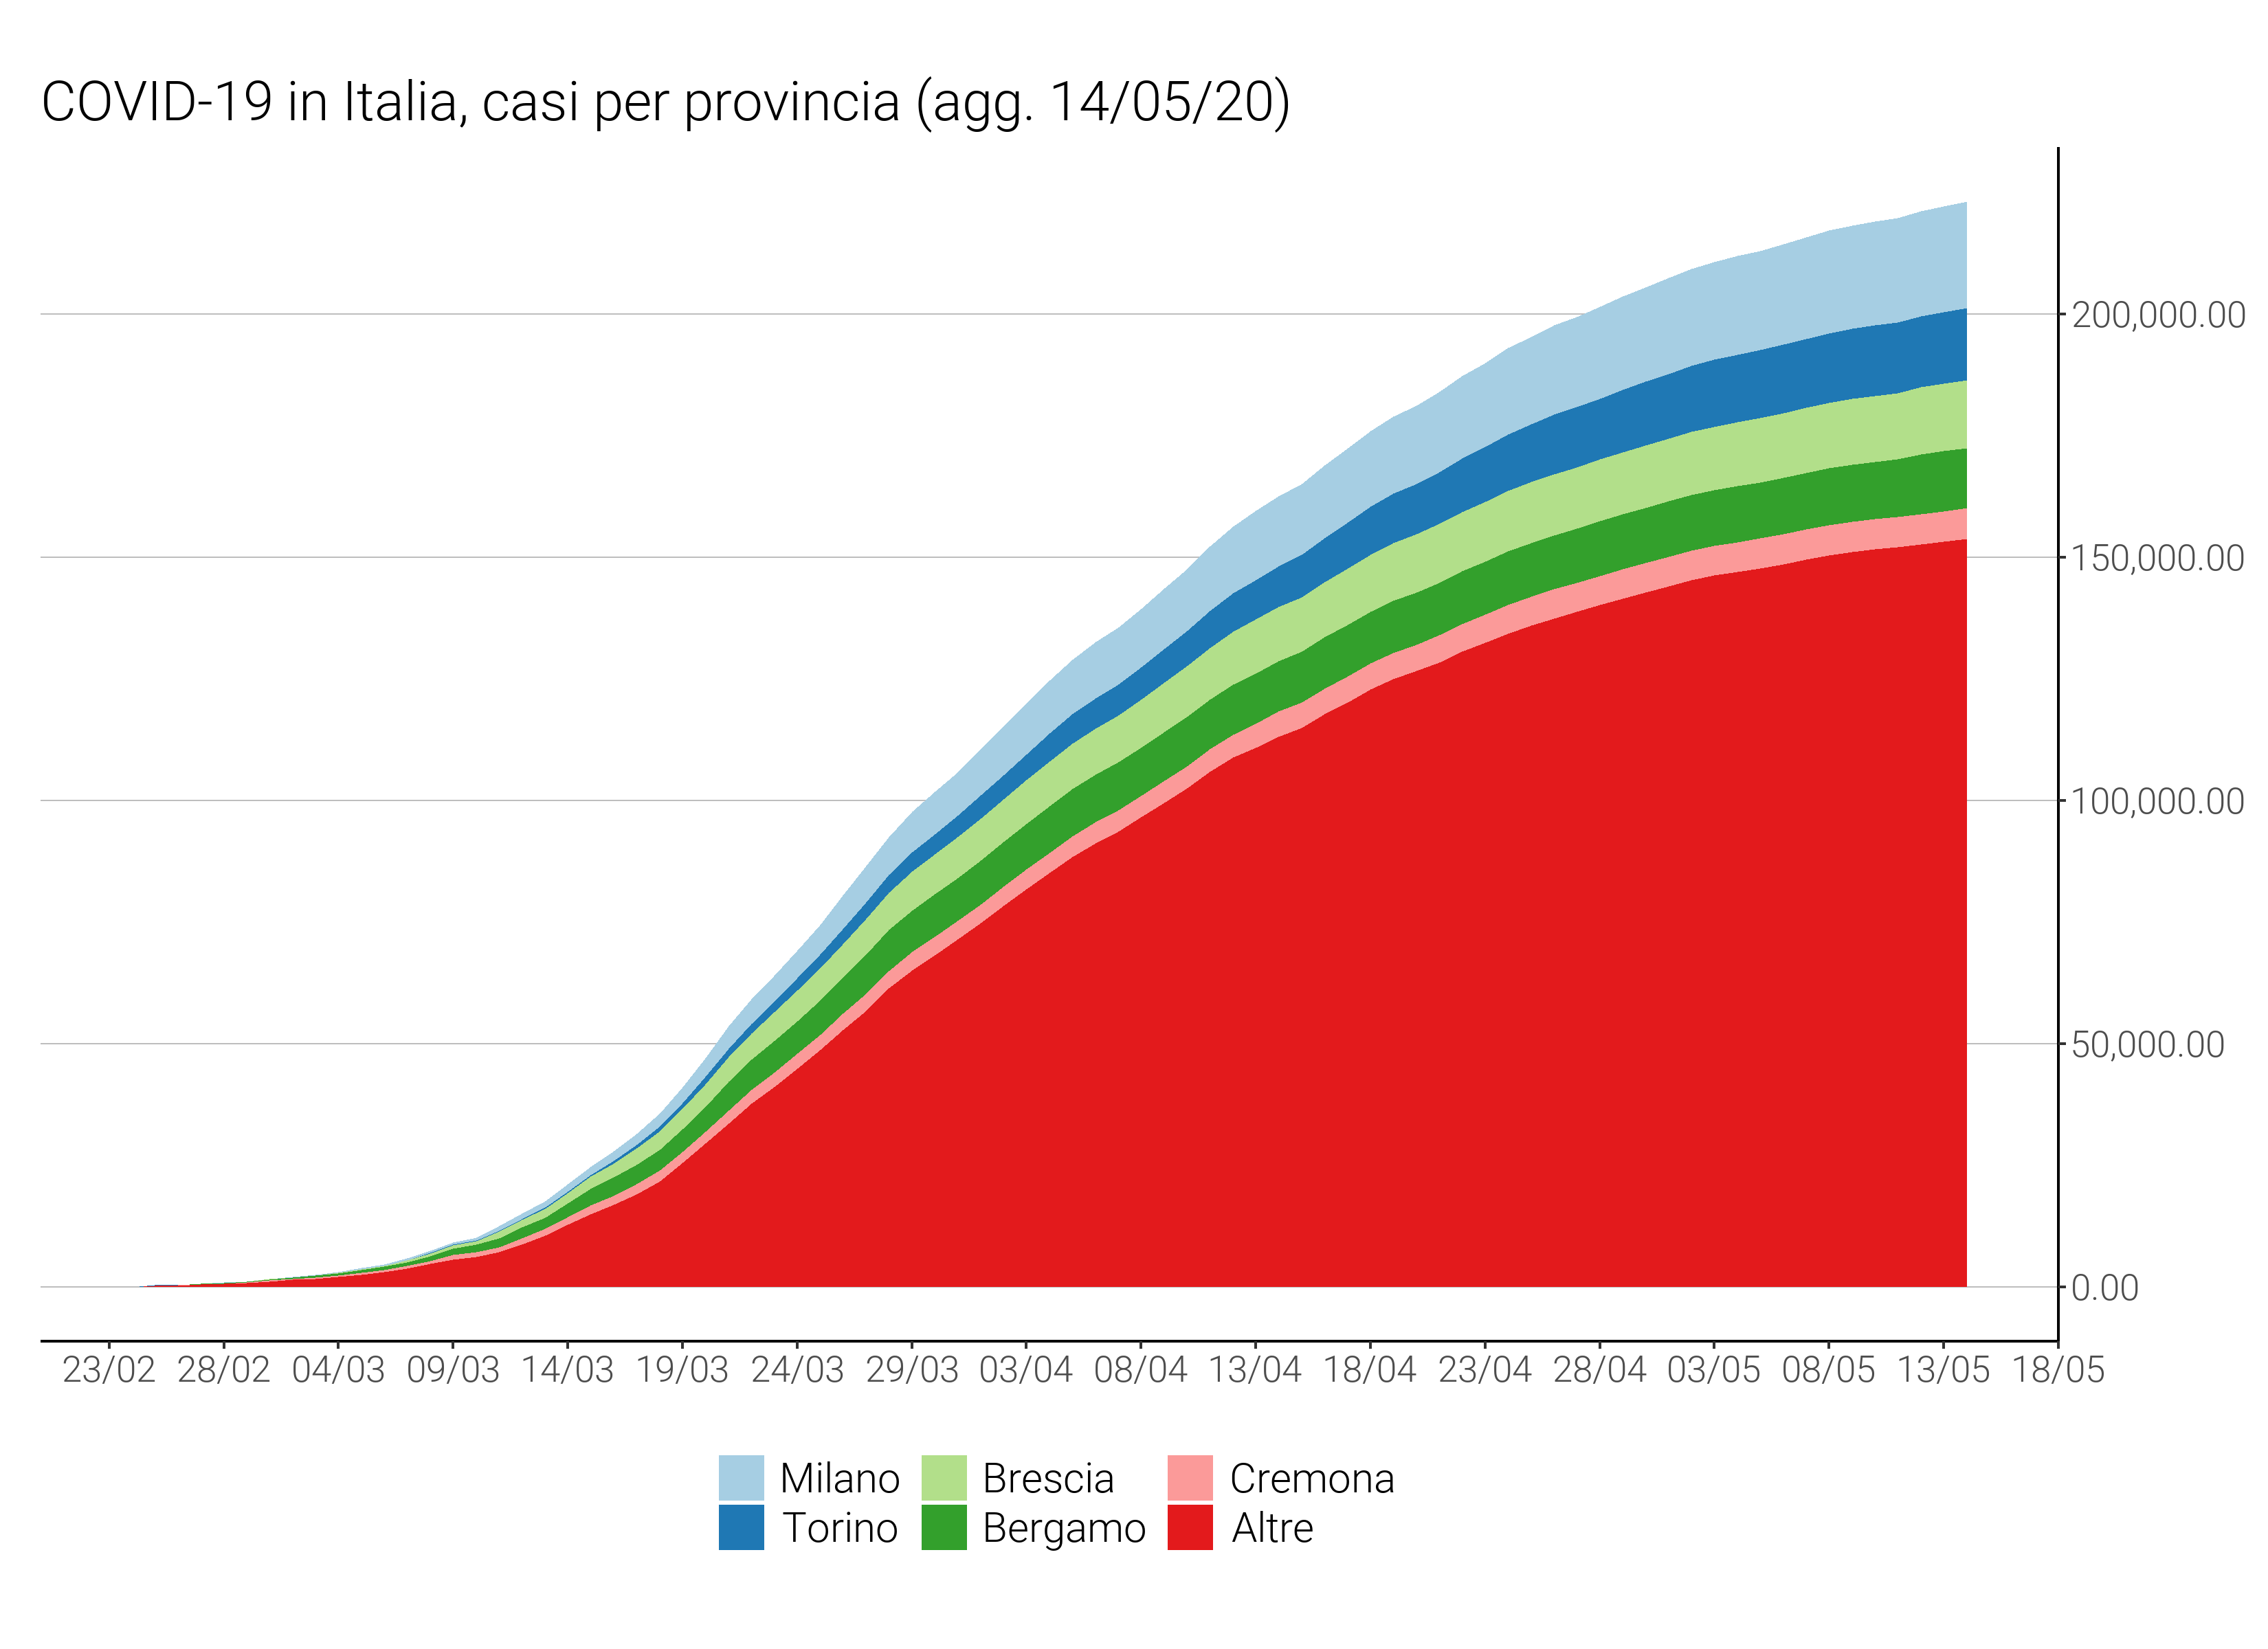 COVID-19 in Italia, casi per provincia (agg. 14/05/20)
200,000.00
150,000.00
100,000.00
50,000.00
0.00
23/02 28/02 04/03 09/03 14/03 19/03 24/03 29/03 03/04 08/04 13/04 18/04 23/04 28/04 03/05 08/05 13/05 18/05
Milano Brescia Cremona
Torino Bergamo Altre